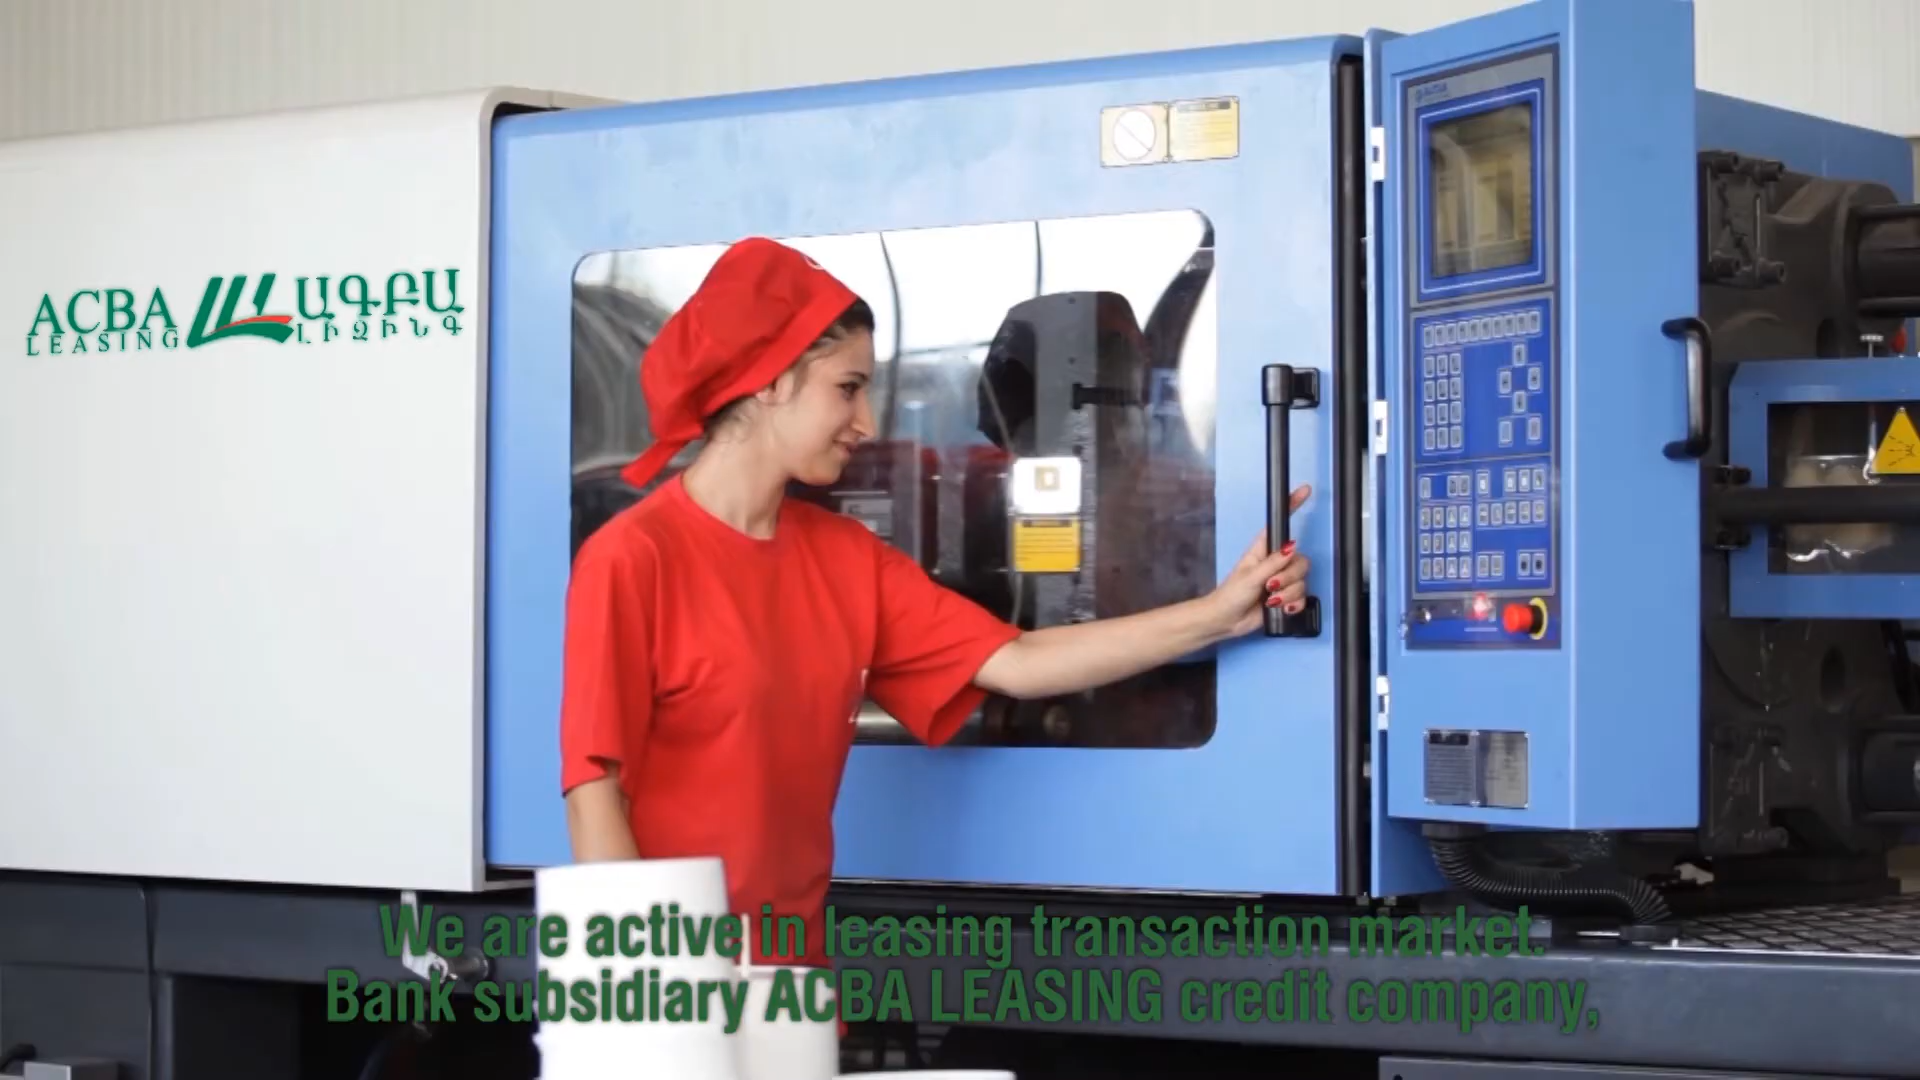 ACBA
LEASING
ԱԳԲԱ
ԼԻԶԻՆԳ
We are active in leasing transaction market.
Bank subsidiary ACBA LEASING credit company,